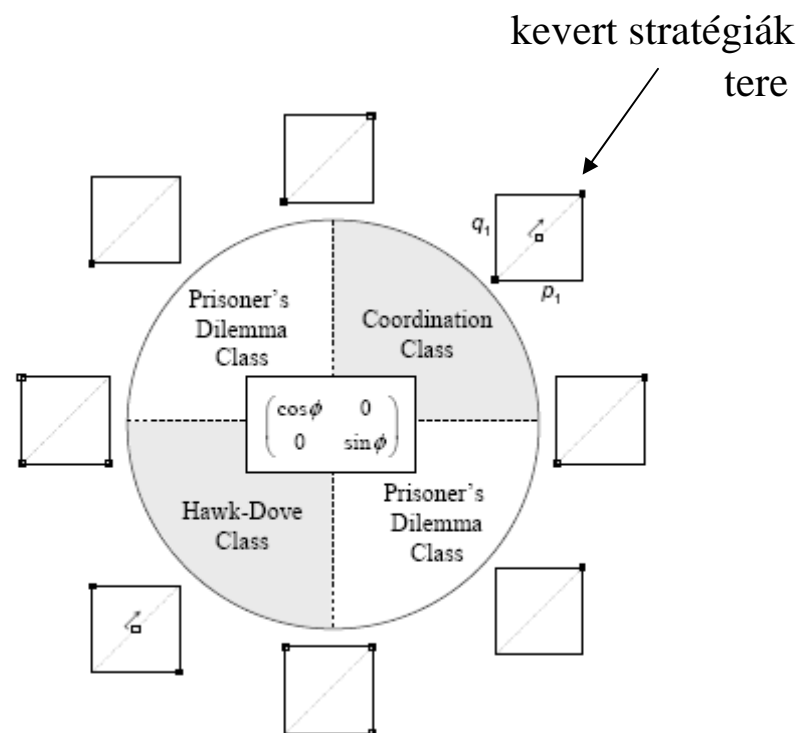 kevert stratégiák
tere
q₁
p₁
Prisoner's
Dilemma
Class
Coordination
Class
cosϕ 0
0 sinϕ
Hawk-Dove
Class
Prisoner's
Dilemma
Class